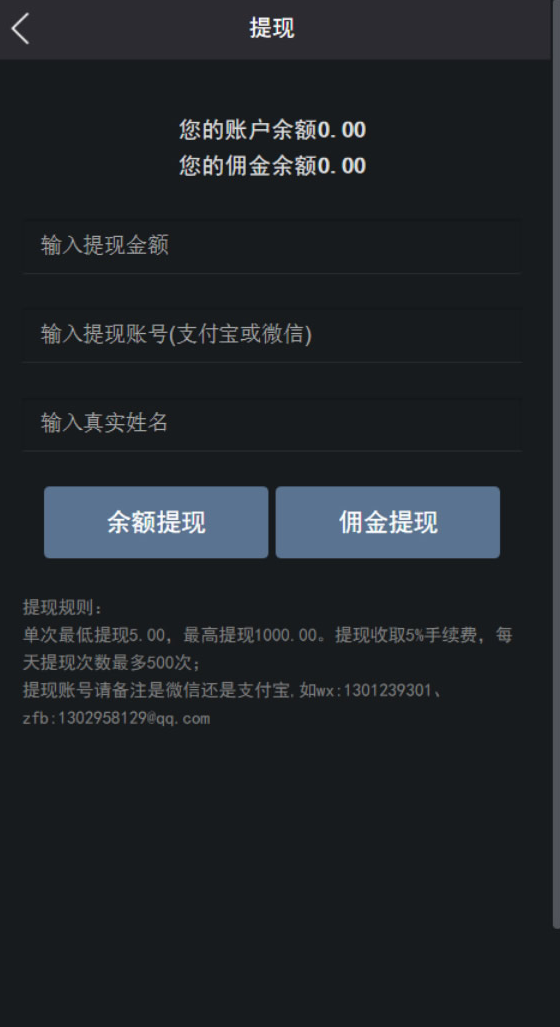 提现
您的账户余额0.00
您的佣金余额0.00
输入提现金额
输入提现账号(支付宝或微信)
输入真实姓名
余额提现 佣金提现
提现规则:
单次最低提现5.00，最高提现1000.00。提现收取5%手续费，每
天提现次数最多500次；
提现账号请备注是微信还是支付宝,如wx:1301239301、
zfb:1302958129@qq.com